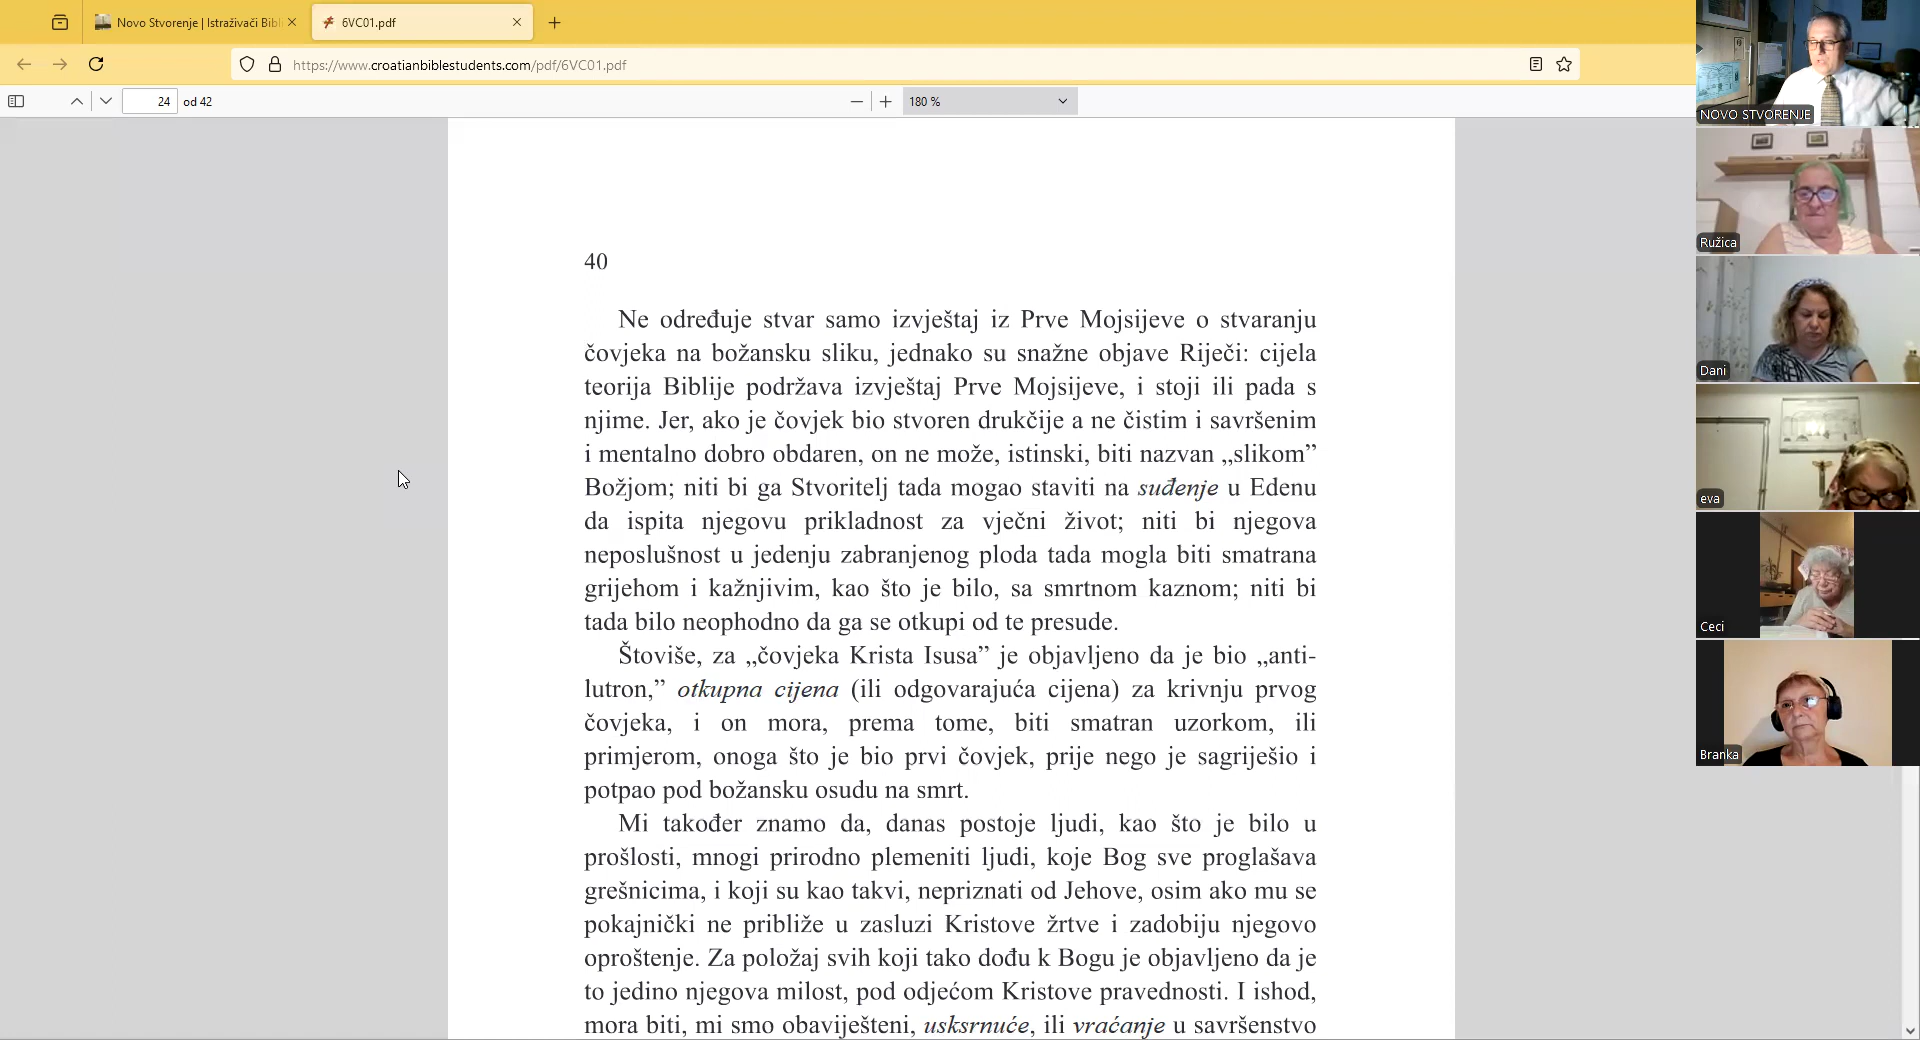 Novo Stvorenje | Istraživači Bibl
6VC01.pdf
https://www.croatianbiblestudents.com/pdf/6VC01.pdf
24 od 42
180 %
40
Ne određuje stvar samo izvještaj iz Prve Mojsijeve o stvaranju
čovjeka na božansku sliku, jednako su snažne objave Riječi: cijela
teorija Biblije podržava izvještaj Prve Mojsijeve, i stoji ili pada s
njime. Jer, ako je čovjek bio stvoren drukčije a ne čistim i savršenim
i mentalno dobro obdaren, on ne može, istinski, biti nazvan „slikom”
Božjom; niti bi ga Stvoritelj tada mogao staviti na suđenje u Edenu
da ispita njegovu prikladnost za vječni život; niti bi njegova
neposlušnost u jedenju zabranjenog ploda tada mogla biti smatrana
grijehom i kažnjivim, kao što je bilo, sa smrtnom kaznom; niti bi
tada bilo neophodno da ga se otkupi od te presude.
Štoviše, za „čovjeka Krista Isusa” je objavljeno da je bio „anti-
lutron,” otkupna cijena (ili odgovarajuća cijena) za krivnju prvog
čovjeka, i on mora, prema tome, biti smatran uzorkom, ili
primjerom, onoga što je bio prvi čovjek, prije nego je sagriješio i
potpao pod božansku osudu na smrt.
Mi također znamo da, danas postoje ljudi, kao što je bilo u
prošlosti, mnogi prirodno plemeniti ljudi, koje Bog sve proglašava
grešnicima, i koji su kao takvi, nepriznati od Jehove, osim ako mu se
pokajnički ne približe u zasluzi Kristove žrtve i zadobiju njegovo
oproštenje. Za položaj svih koji tako dođu k Bogu je objavljeno da je
to jedino njegova milost, pod odjećom Kristove pravednosti. I ishod,
mora biti, mi smo obaviješteni, usksrnuće, ili vraćanje u savršenstvo
NOVO STVORENJE
Ružica
Dani
eva
Ceci
Branka